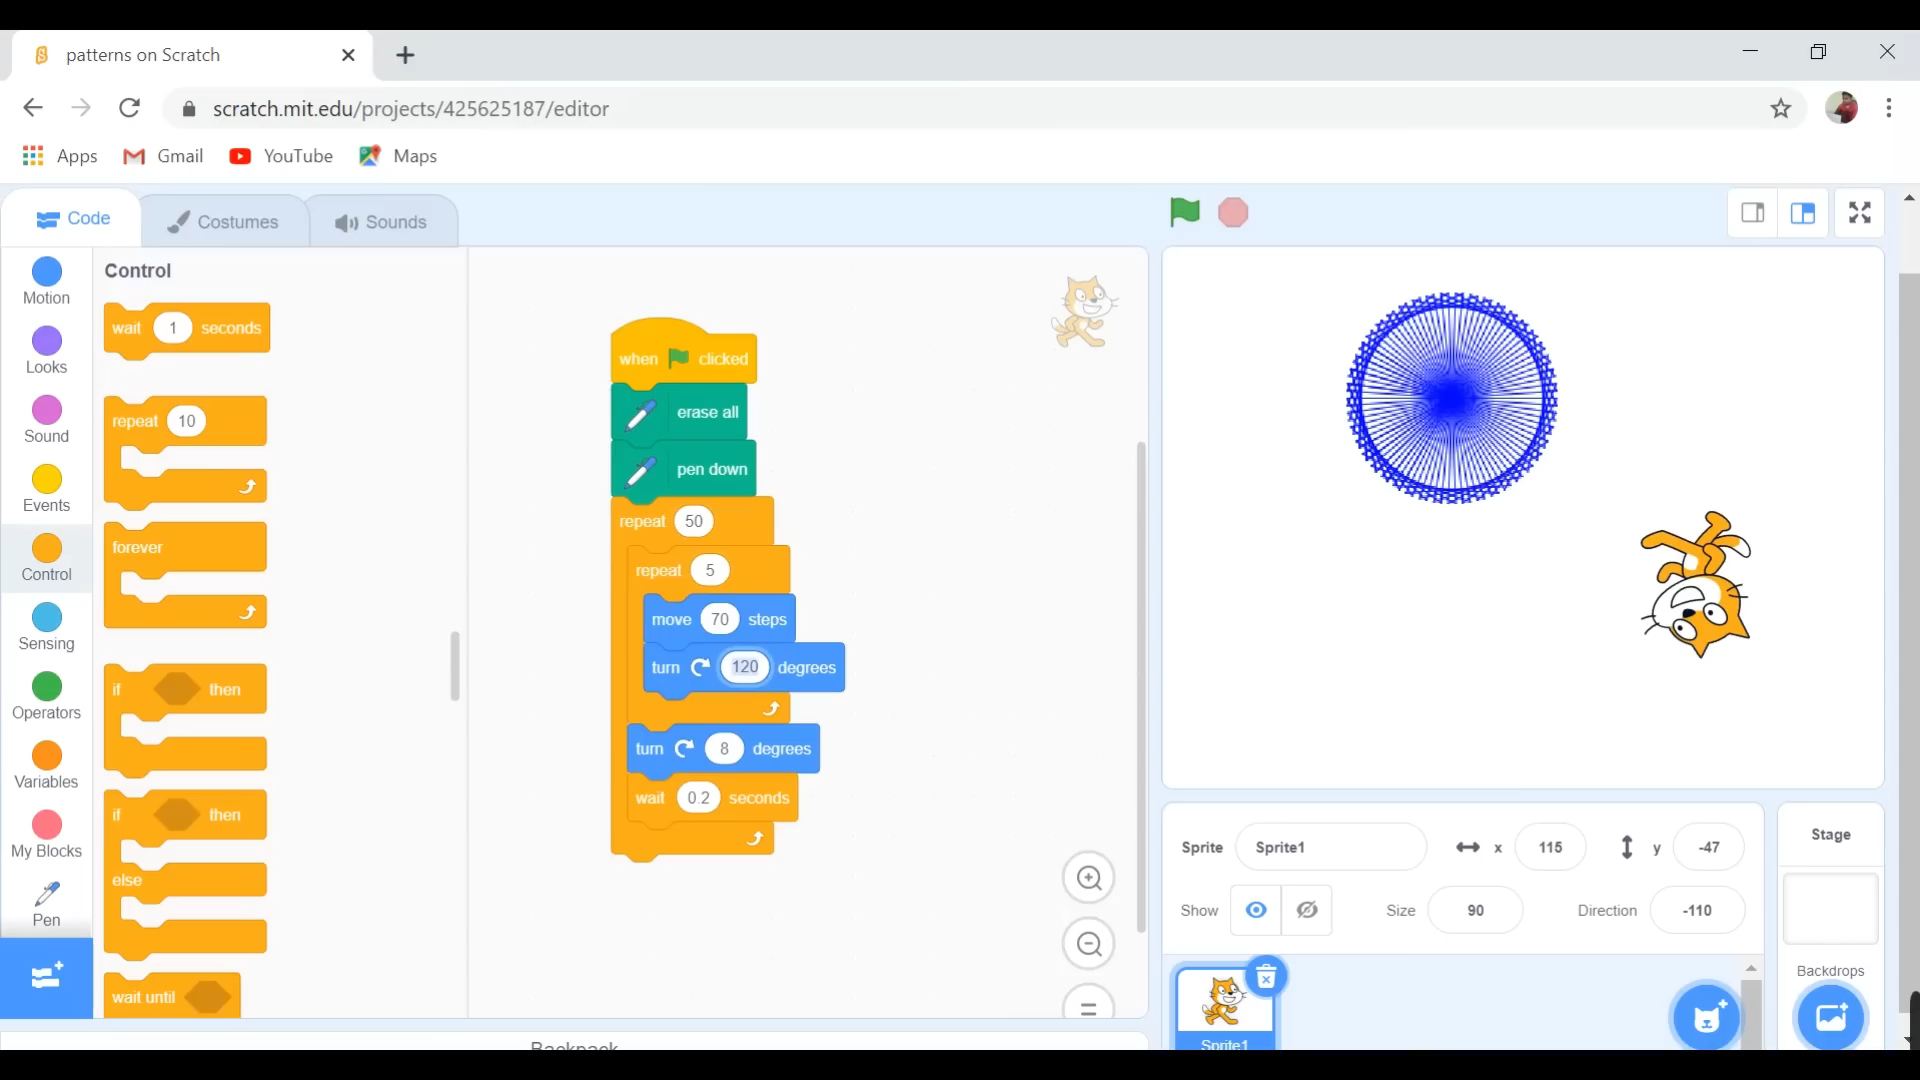 patterns on Scratch
scratch.mit.edu/projects/425625187/editor
Apps
Gmail
YouTube
Maps
Code
Costumes
Sounds
Motion
Looks
Sound
Events
Control
Sensing
Operators
Variables
My Blocks
Pen
Control
wait 1 seconds
repeat 10
forever
if then
if then
else
wait until
when clicked
erase all
pen down
repeat 50
repeat 5
move 70 steps
turn 120 degrees
turn 8 degrees
wait 0.2 seconds
Backpack
Sprite Sprite1 x 115 y -47
Show Size 90 Direction -110
Sprite1
Stage
Backdrops